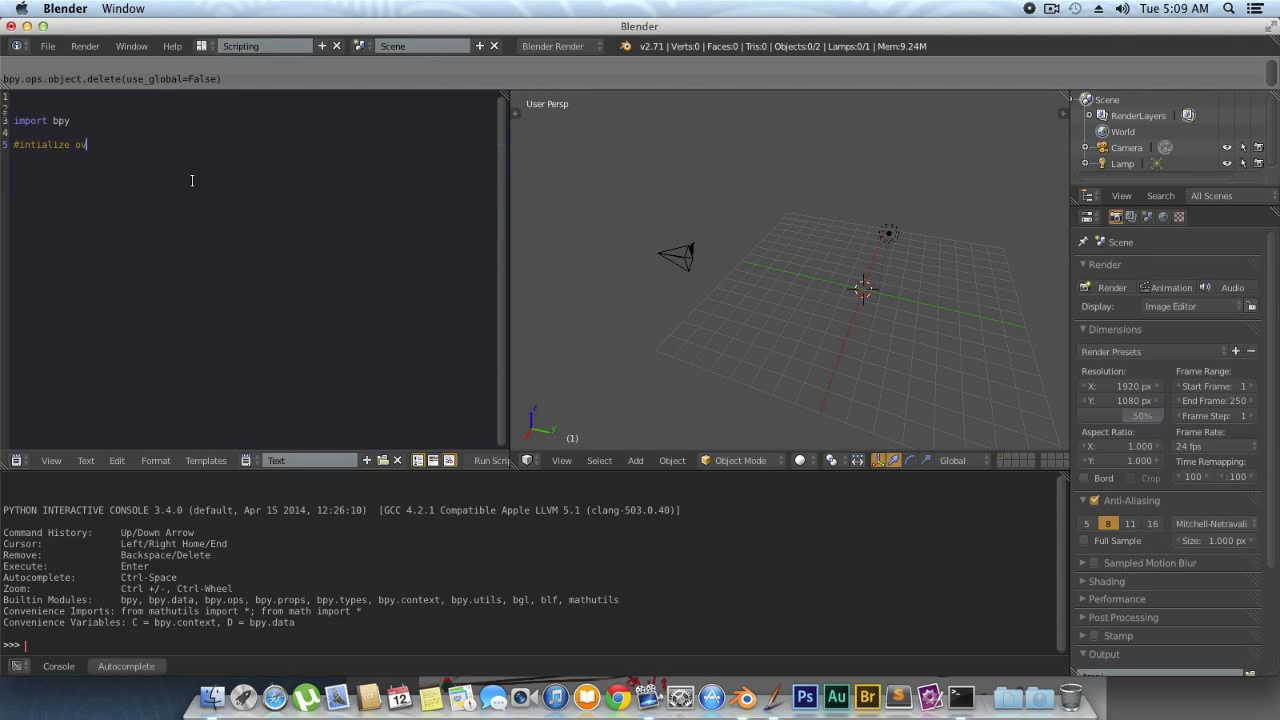 Blender Window Tue 5:09 AM
Blender
File Render Window Help Scripting Scene Blender Render v2.71 | Verts:0 | Faces:0 | Tris:0 | Objects:0/2 | Lamps:0/1 | Mem:9.24M
bpy.ops.object.delete(use_global=False)
1
2
3 import bpy
4
5 #intialize ov
View Text Edit Format Templates Text Run Scrip
User Persp
(1)
z
y
View Select Add Object Object Mode Global
Scene
RenderLayers
World
Camera
Lamp
View Search All Scenes
Scene
Render
Render Animation Audio
Display: Image Editor
Dimensions
Render Presets
Resolution: Frame Range:
X: 1920 px Start Frame: 1
Y: 1080 px End Frame: 250
50% Frame Step: 1
Aspect Ratio: Frame Rate:
X: 1.000 24 fps
Y: 1.000 Time Remapping:
Bord Crop 100 :100
Anti-Aliasing
5 8 11 16 Mitchell-Netravali
Full Sample Size: 1.000 px
Sampled Motion Blur
Shading
Performance
Post Processing
Stamp
Output
PYTHON INTERACTIVE CONSOLE 3.4.0 (default, Apr 15 2014, 12:26:10) [GCC 4.2.1 Compatible Apple LLVM 5.1 (clang-503.0.40)]
Command History: Up/Down Arrow
Cursor: Left/Right Home/End
Remove: Backspace/Delete
Execute: Enter
Autocomplete: Ctrl-Space
Zoom: Ctrl +/-, Ctrl-Wheel
Builtin Modules: bpy, bpy.data, bpy.ops, bpy.props, bpy.types, bpy.context, bpy.utils, bgl, blf, mathutils
Convenience Imports: from mathutils import *; from math import *
Convenience Variables: C = bpy.context, D = bpy.data
>>>
Console Autocomplete
12 Ps Au Br S